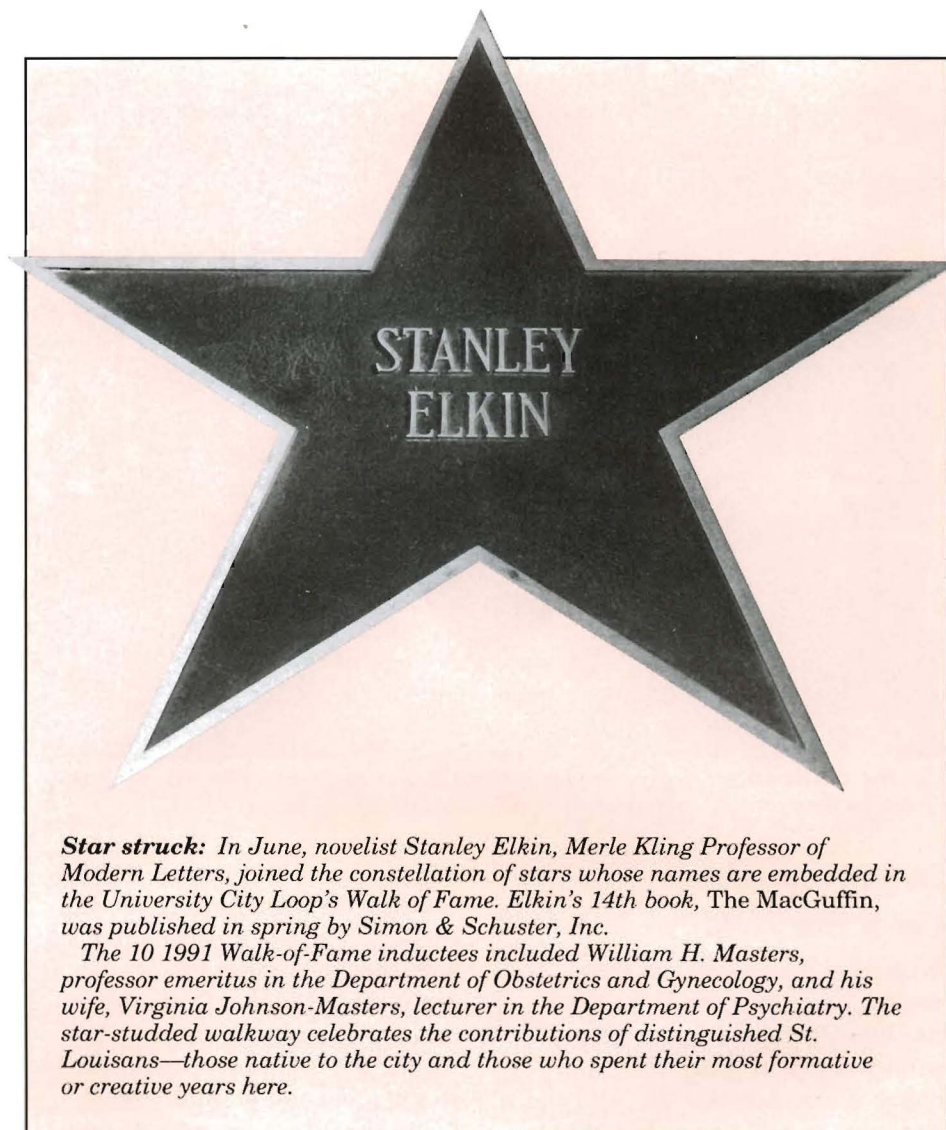 STANLEY
ELKIN
Star struck: In June, novelist Stanley Elkin, Merle Kling Professor of
Modern Letters, joined the constellation of stars whose names are embedded in
the University City Loop's Walk of Fame. Elkin's 14th book, The MacGuffin,
was published in spring by Simon & Schuster, Inc.
The 10 1991 Walk-of-Fame inductees included William H. Masters,
professor emeritus in the Department of Obstetrics and Gynecology, and his
wife, Virginia Johnson-Masters, lecturer in the Department of Psychiatry. The
star-studded walkway celebrates the contributions of distinguished St.
Louisans—those native to the city and those who spent their most formative
or creative years here.